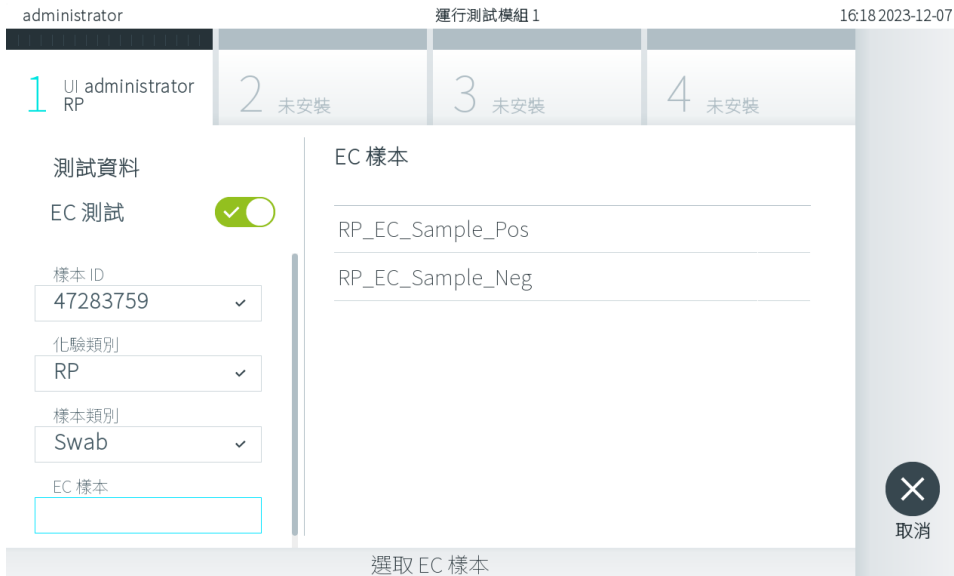 administrator
運行測試模組 1
16:18 2023-12-07
1 UI administrator
RP
2 未安裝
3 未安裝
4 未安裝
測試資料
EC 測試
樣本 ID
47283759
化驗類別
RP
樣本類別
Swab
EC 樣本
EC 樣本
RP_EC_Sample_Pos
RP_EC_Sample_Neg
取消
選取 EC 樣本